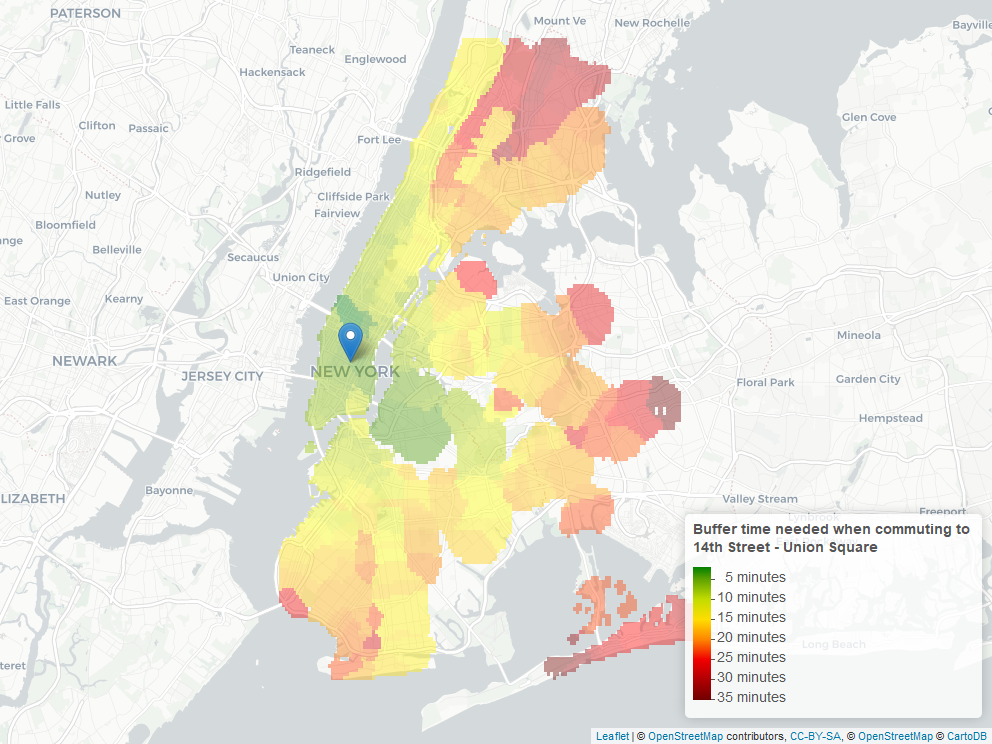 PATERSON
Mount Ve
New Rochelle
Bayville
Teaneck
Englewood
Hackensack
Little Falls
Glen Cove
Clifton
Passaic
r Grove
Fort Lee
Ridgefield
Nutley
Cliffside Park
Fairview
Bloomfield
ange
Belleville
Secaucus
Union City
East Orange
Kearny
Mineola
NEWARK
NEW YORK
JERSEY CITY
Floral Park
Garden City
Hempstead
Bayonne
LIZABETH
Valley Stream
Freeport
Lynbrook
Buffer time needed when commuting to
14th Street - Union Square
5 minutes
10 minutes
15 minutes
20 minutes
25 minutes
30 minutes
35 minutes
Long Beach
teret
Leaflet | © OpenStreetMap contributors, CC-BY-SA, © OpenStreetMap © CartoDB